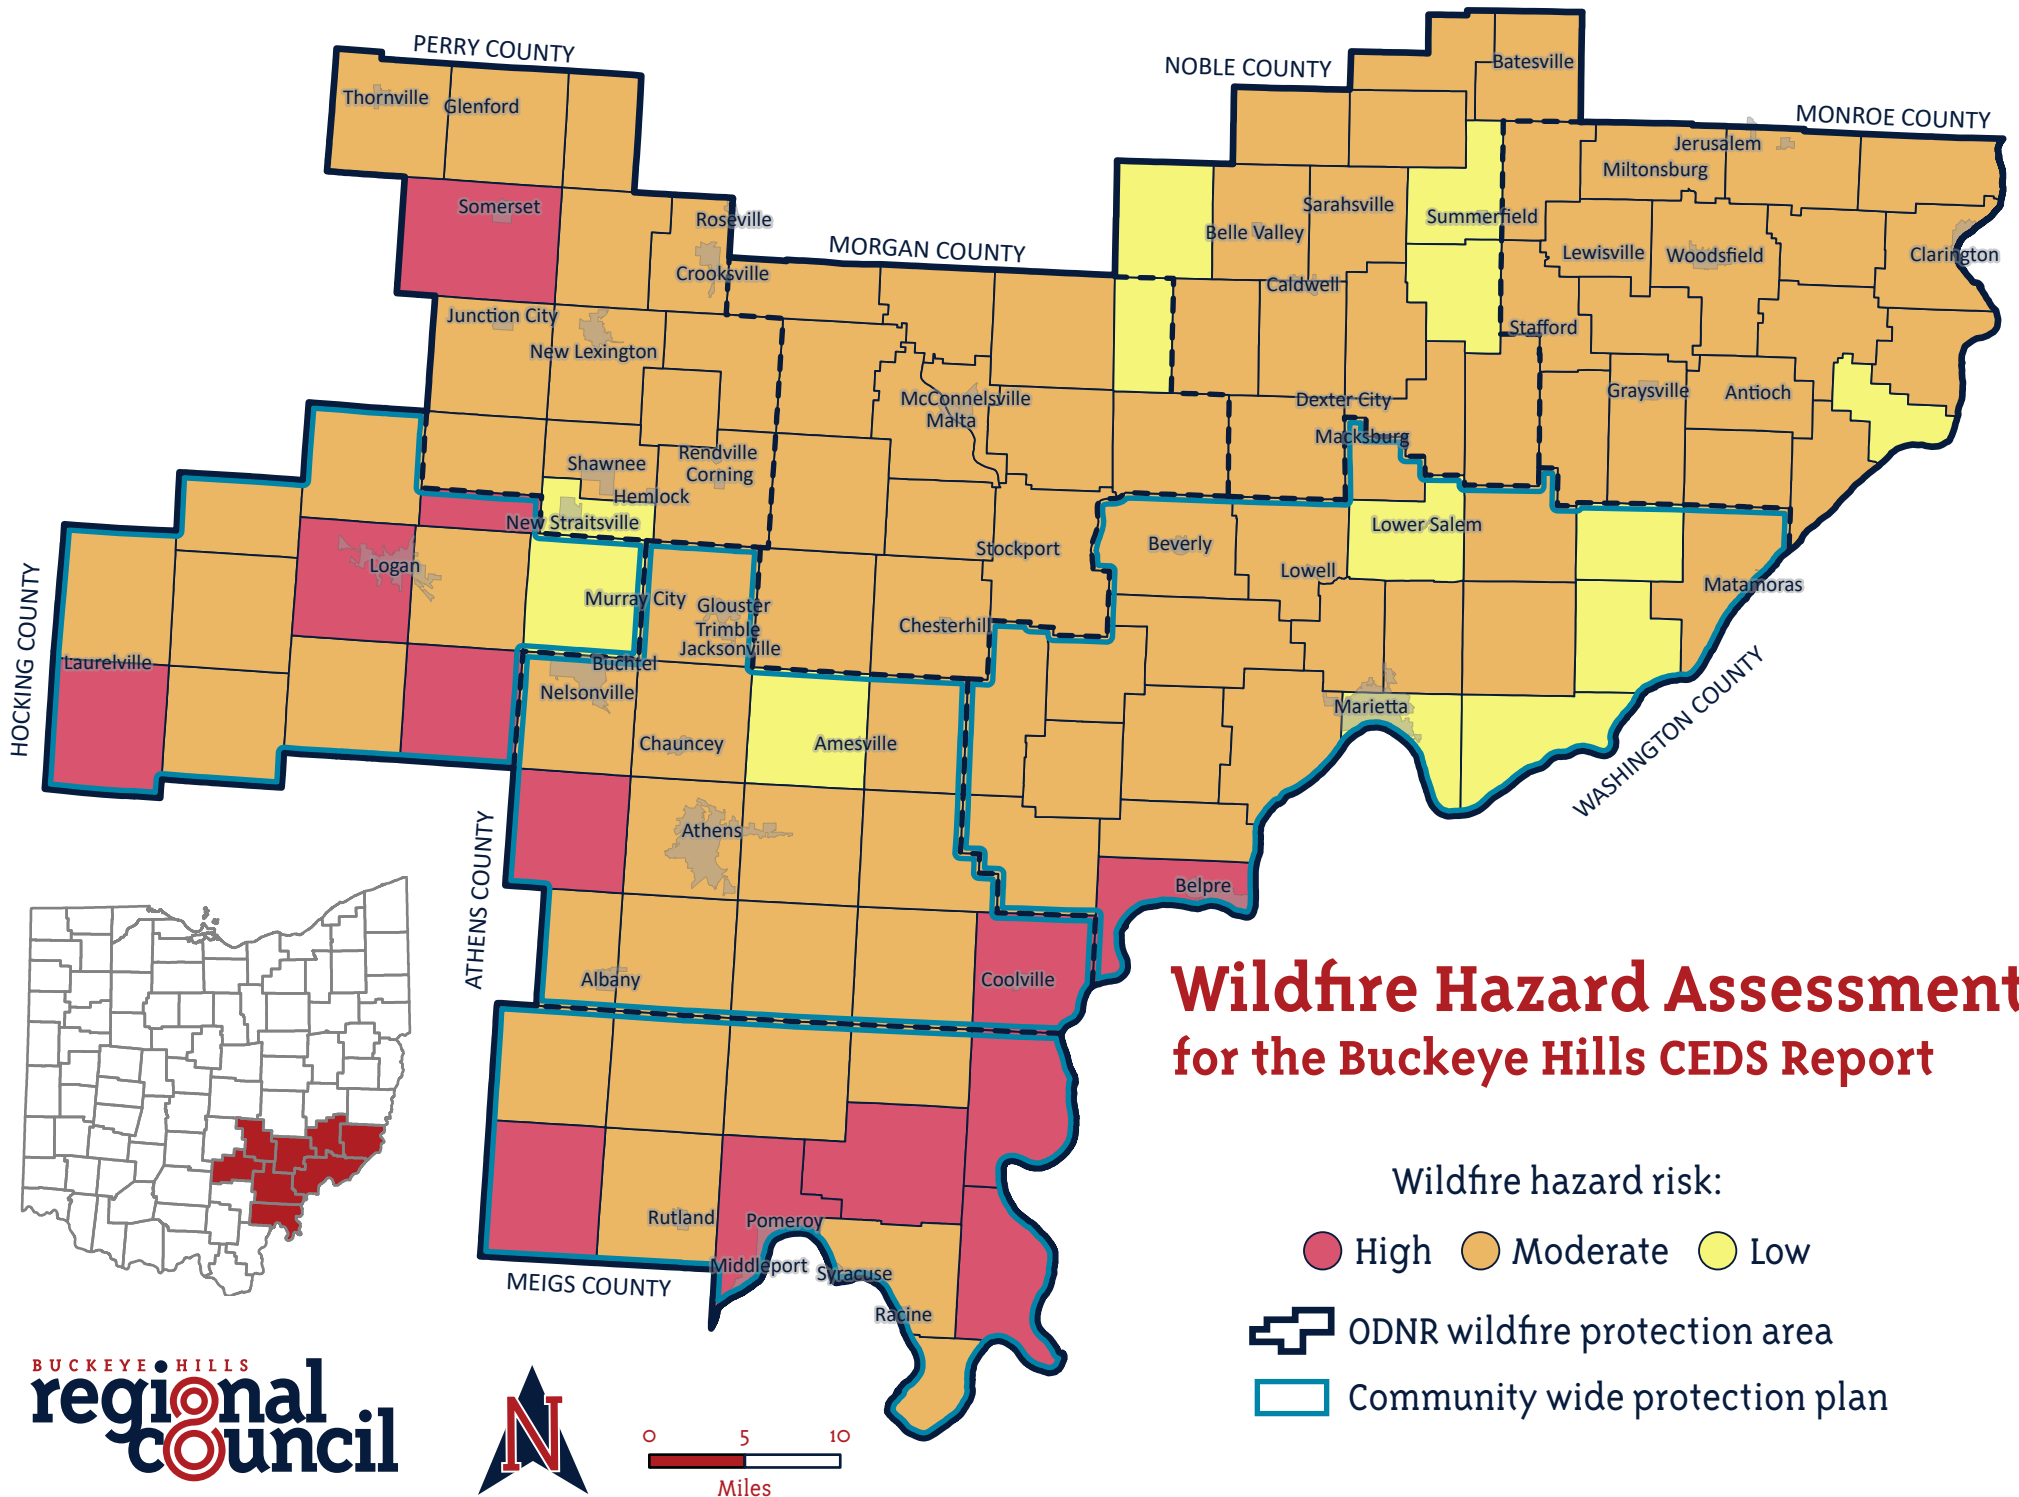 PERRY COUNTY
NOBLE COUNTY
MONROE COUNTY
MORGAN COUNTY
HOCKING COUNTY
ATHENS COUNTY
WASHINGTON COUNTY
MEIGS COUNTY
Thornville
Glenford
Somerset
Roseville
Crooksville
Junction City
New Lexington
Shawnee
Rendville
Corning
Hemlock
New Straitsville
Batesville
Jerusalem
Miltonsburg
Sarahsville
Summerfield
Belle Valley
Lewisville
Woodsfield
Clarington
Caldwell
Stafford
Graysville
Antioch
Dexter City
Macksburg
McConnelsville
Malta
Stockport
Chesterhill
Beverly
Lowell
Lower Salem
Matamoras
Marietta
Belpre
Logan
Laurelville
Murray City
Glouster
Trimble
Jacksonville
Buchtel
Nelsonville
Chauncey
Amesville
Athens
Albany
Coolville
Rutland
Pomeroy
Middleport
Syracuse
Racine
Wildfire Hazard Assessment
for the Buckeye Hills CEDS Report
Wildfire hazard risk:
High Moderate Low
ODNR wildfire protection area
Community wide protection plan
BUCKEYE HILLS
regional
council
N
0 5 10
Miles